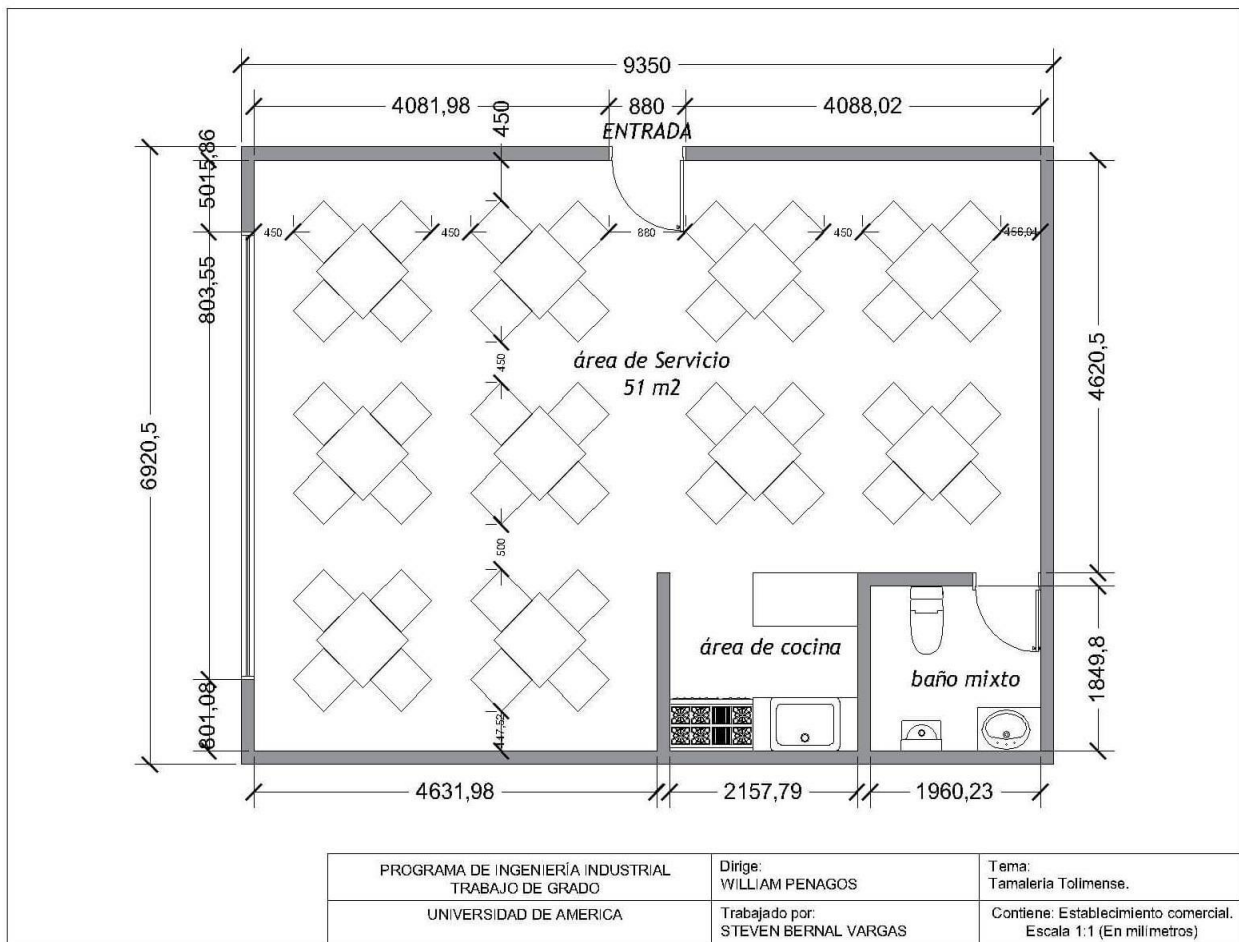 9350
4081,98
880
4088,02
450
ENTRADA
5015,86
450
450
880
450
456,01
803,55
área de Servicio
51 m2
450
4620,5
6920,5
500
área de cocina
baño mixto
1849,8
801,08
447,52
4631,98
2157,79
1960,23
PROGRAMA DE INGENIERÍA INDUSTRIAL
TRABAJO DE GRADO
Dirige:
WILLIAM PENAGOS
Tema:
Tamaleria Tolimense.
UNIVERSIDAD DE AMERICA
Trabajado por:
STEVEN BERNAL VARGAS
Contiene: Establecimiento comercial.
Escala 1:1 (En milímetros)